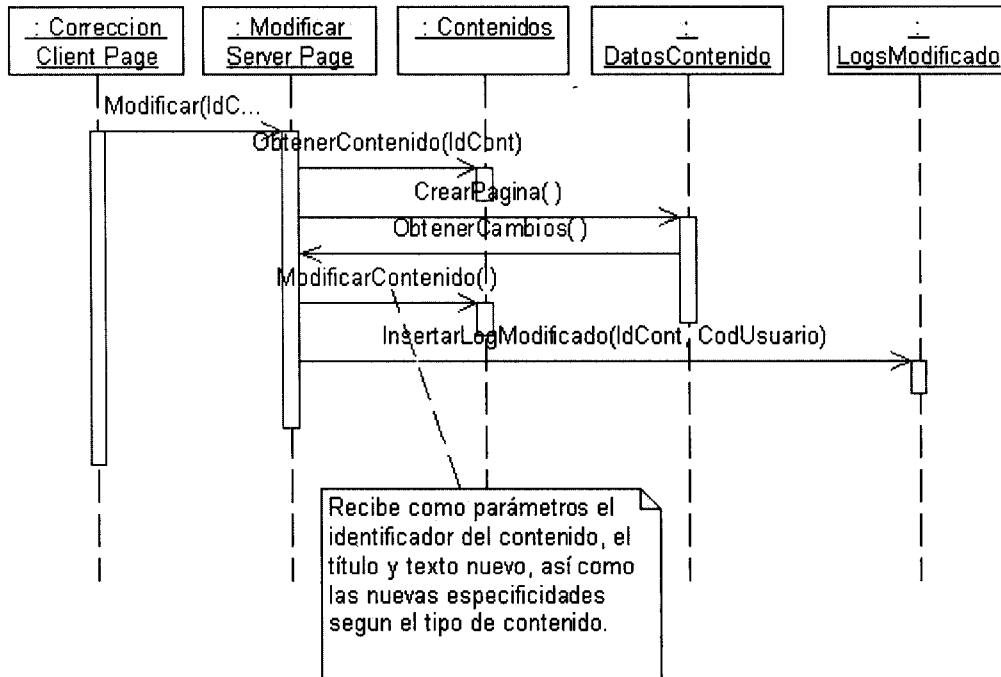 : Correccion
Client Page
: Modificar
Server Page
: Contenidos
:
DatosContenido
:
LogsModificado
Modificar(IdC...
ObtenerContenido(IdCont)
CrearPagina( )
ObtenerCambios( )
ModificarContenido( )
InsertarLogModificado(IdCont, CodUsuario)
Recibe como parámetros el
identificador del contenido, el
título y texto nuevo, así como
las nuevas especificidades
segun el tipo de contenido.